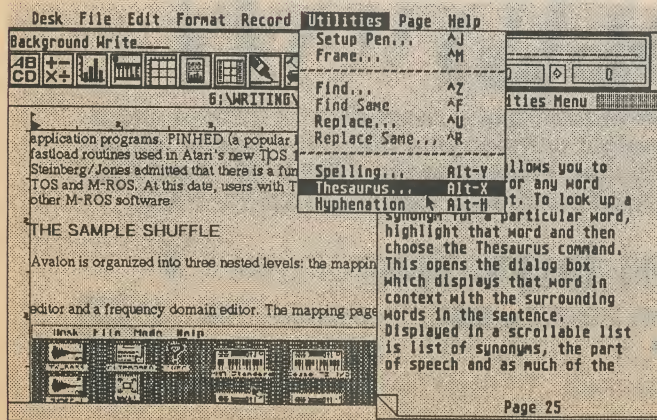 Desk File Edit Format Record Utilities Page Help
Background Write
AB
CD
G:\WRITING\
Setup Pen... ^J
Frame... ^M
Find... ^Z
Find Same ^F
Replace... ^U
Replace Same... ^R
Spelling... Alt-Y
Thesaurus... Alt-X
Hyphenation Alt-H
application programs. PINHED (a popular
fastload routines used in Atari's new TOS 1
Steinberg/Jones admitted that there is a fun
TOS and M-ROS. At this date, users with T
other M-ROS software.
THE SAMPLE SHUFFLE
Avalon is organized into three nested levels: the mappin
editor and a frequency domain editor. The mapping page
Desk File Mode Help
ities Menu
llows you to
or any word
t. To look up a
synonym for a particular word,
highlight that word and then
choose the Thesaurus command.
This opens the dialog box
which displays that word in
context with the surrounding
words in the sentence.
Displayed in a scrollable list
is list of synonyms, the part
of speech and as much of the
Page 25